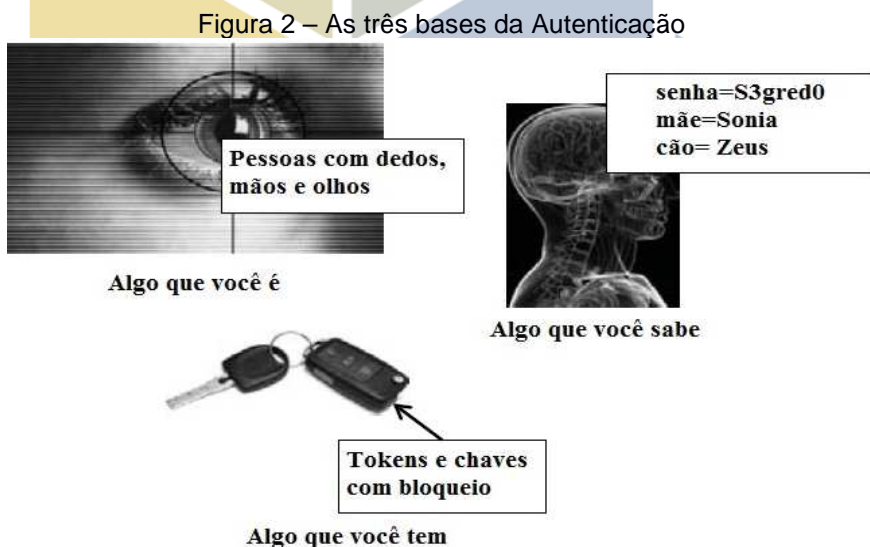 Figura 2 – As três bases da Autenticação
Pessoas com dedos,
mãos e olhos
Algo que você é
senha=S3gred0
mãe=Sonia
cão= Zeus
Algo que você sabe
Tokens e chaves
com bloqueio
Algo que você tem